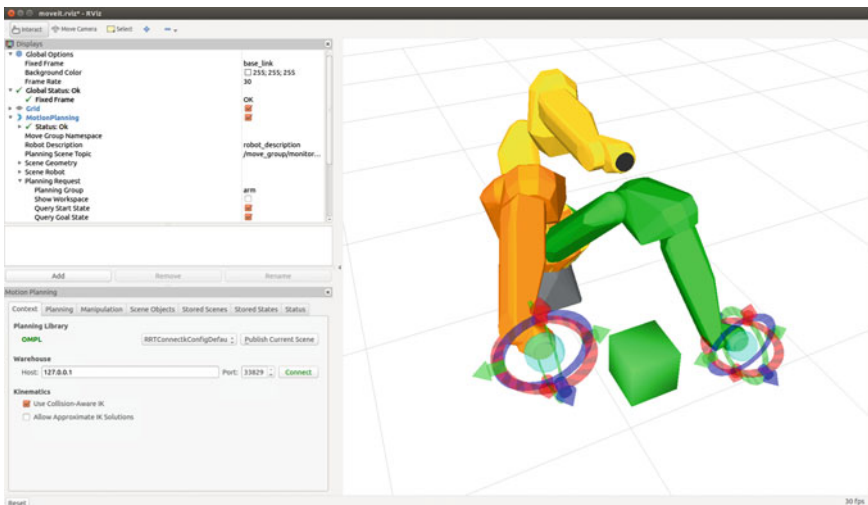 moveit.rviz* - RViz
Interact Move Camera Select
Displays
Global Options
Fixed Frame base_link
Background Color 255; 255; 255
Frame Rate 30
Global Status: Ok
Fixed Frame OK
Grid
MotionPlanning
Status: Ok
Move Group Namespace
Robot Description robot_description
Planning Scene Topic /move_group/monitor...
Scene Geometry
Scene Robot
Planning Request
Planning Group arm
Show Workspace
Query Start State
Query Goal State
Add Remove Rename
Motion Planning
Context Planning Manipulation Scene Objects Stored Scenes Stored States Status
Planning Library
OMPL RRTConnectkConfigDefau Publish Current Scene
Warehouse
Host: 127.0.0.1 Port: 33829 Connect
Kinematics
Use Collision-Aware IK
Allow Approximate IK Solutions
Reset 30 fps